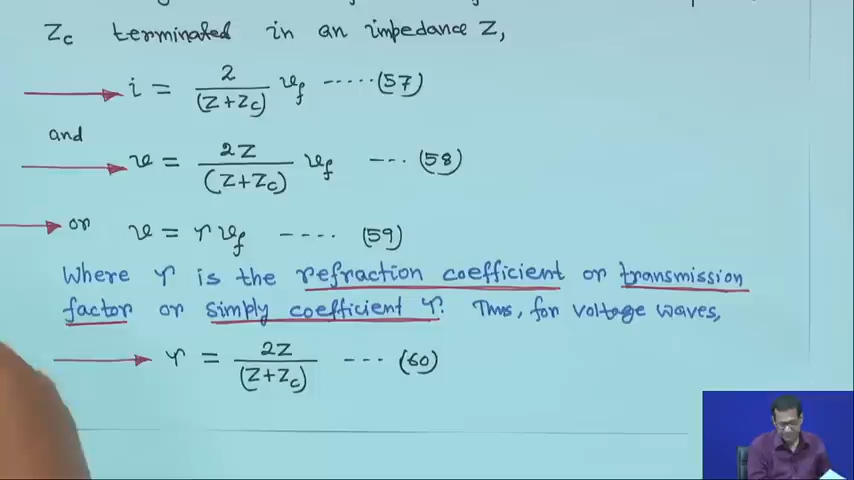 Zc terminated in an impedance Z,
i = 2/(Z+Zc) vf ----- (57)
and
v = 2Z/(Z+Zc) vf --- (58)
or v = γ vf ---- (59)
Where γ is the refraction coefficient or transmission
factor or simply coefficient γ. Thus, for voltage waves,
γ = 2Z/(Z+Zc) --- (60)